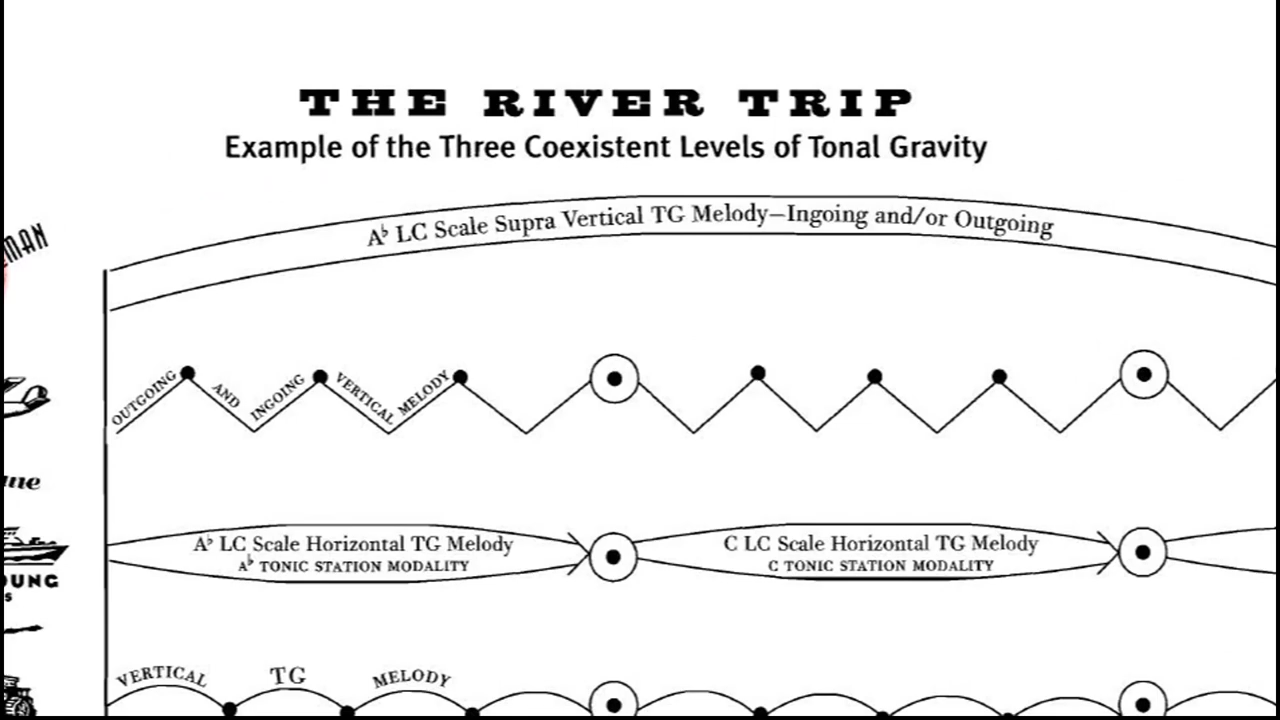 THE RIVER TRIP
Example of the Three Coexistent Levels of Tonal Gravity
A♭ LC Scale Supra Vertical TG Melody–Ingoing and/or Outgoing
OUTGOING AND INGOING VERTICAL MELODY
A♭ LC Scale Horizontal TG Melody
A♭ TONIC STATION MODALITY
C LC Scale Horizontal TG Melody
C TONIC STATION MODALITY
VERTICAL TG MELODY